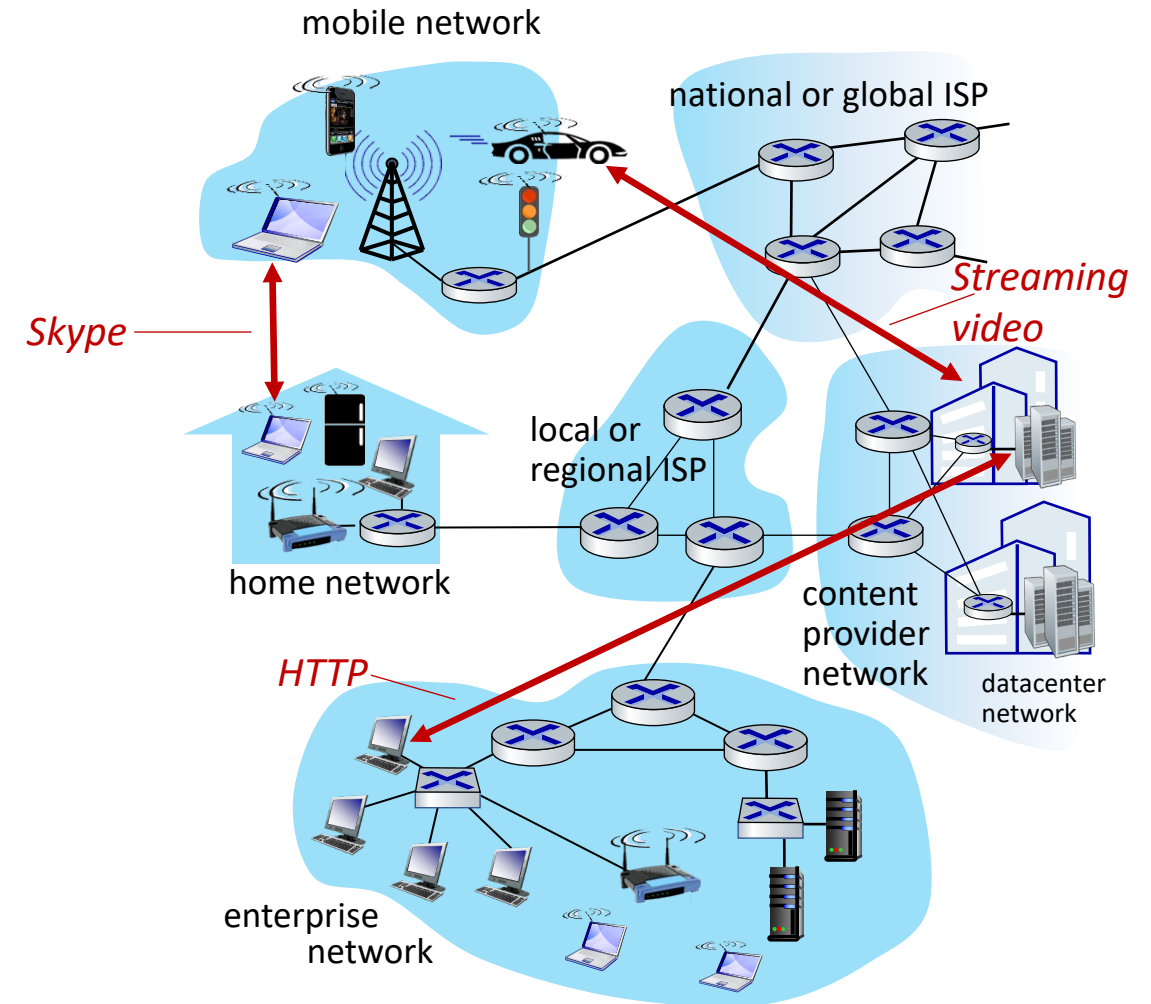 mobile network
national or global ISP
Streaming
video
Skype
local or
regional ISP
home network
content
provider
network
datacenter
network
HTTP
enterprise
network